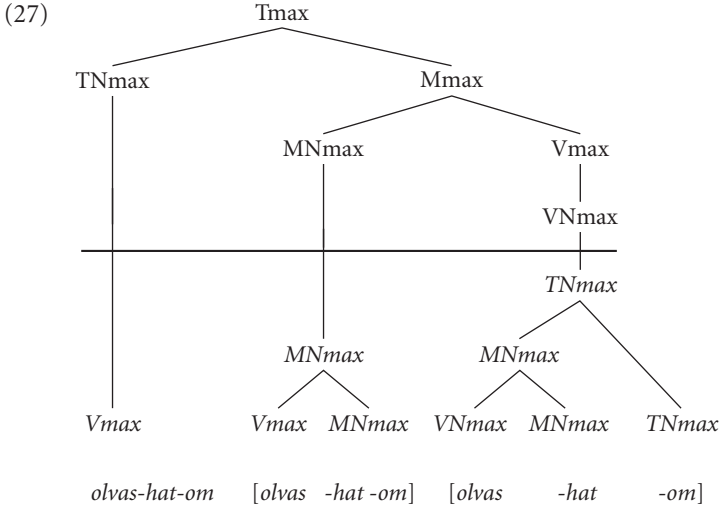 (27) Tmax
TNmax Mmax
MNmax Vmax
VNmax
TNmax
MNmax MNmax
Vmax Vmax MNmax VNmax MNmax TNmax
olvas-hat-om [olvas -hat -om] [olvas -hat -om]